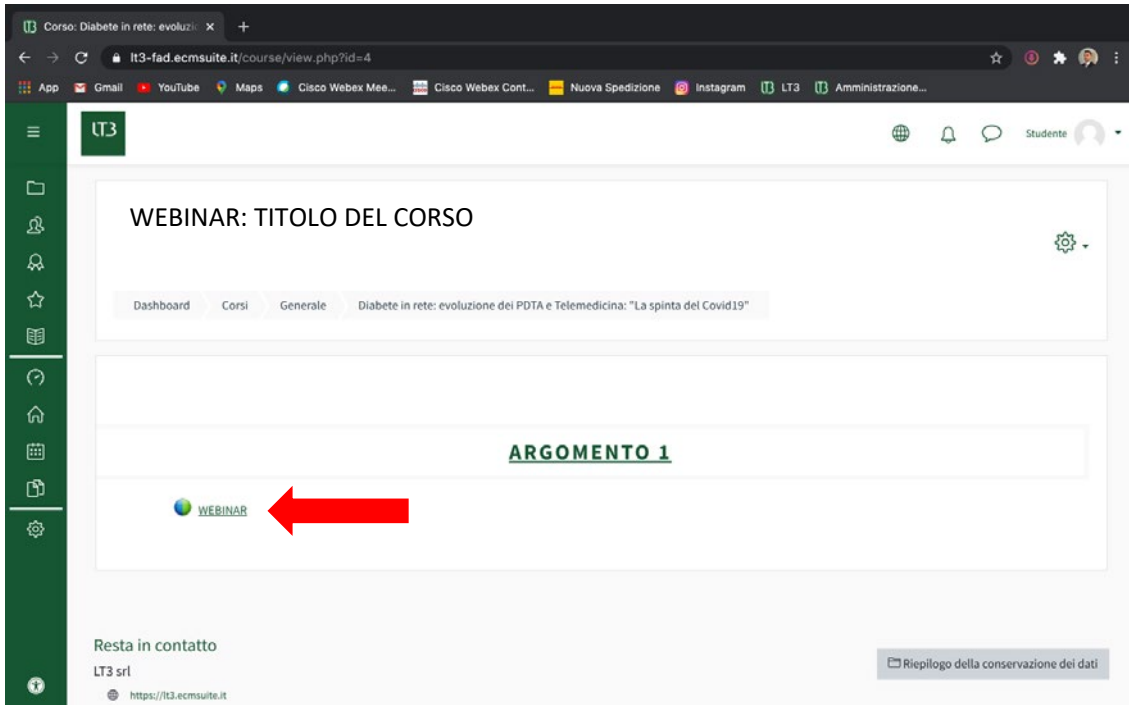 Corso: Diabete in rete: evoluzio
lt3-fad.ecmsuite.it/course/view.php?id=4
App Gmail YouTube Maps Cisco Webex Mee... Cisco Webex Cont... Nuova Spedizione Instagram LT3 Amministrazione...
LT3 Studente
WEBINAR: TITOLO DEL CORSO
Dashboard Corsi Generale Diabete in rete: evoluzione dei PDTA e Telemedicina: "La spinta del Covid19"
ARGOMENTO 1
WEBINAR
Resta in contatto
LT3 srl
https://lt3.ecmsuite.it
Riepilogo della conservazione dei dati